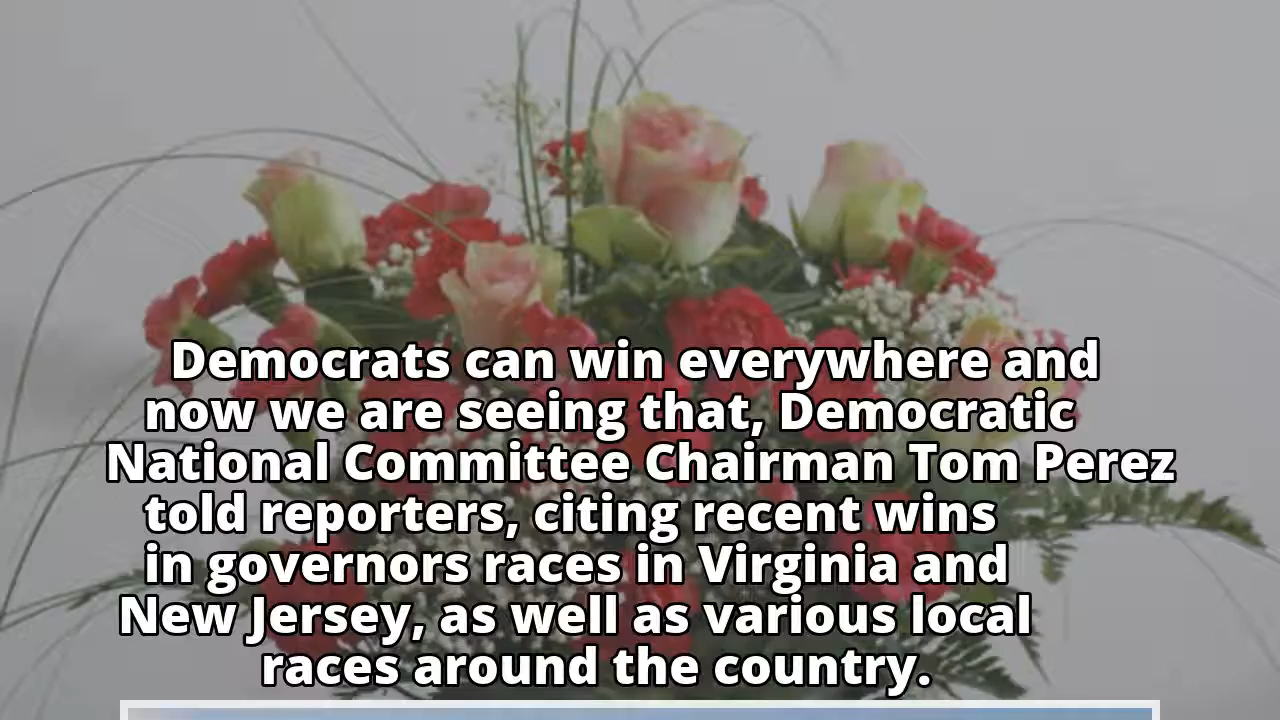 Democrats can win everywhere and
now we are seeing that, Democratic
National Committee Chairman Tom Perez
told reporters, citing recent wins
in governors races in Virginia and
New Jersey, as well as various local
races around the country.